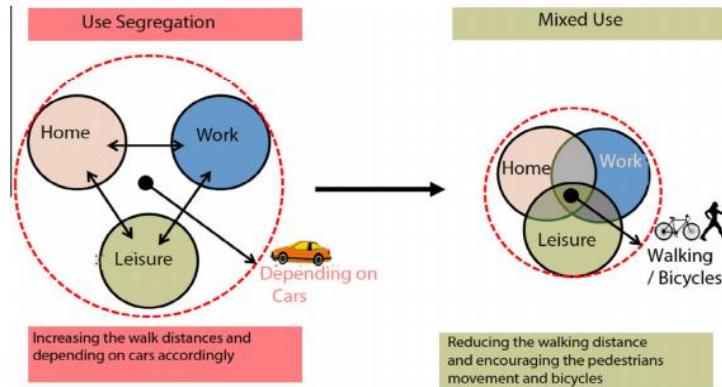 Use Segregation
Mixed Use
Home
Work
Leisure
Depending on
Cars
Home
Work
Leisure
Walking
/ Bicycles
Increasing the walk distances and
depending on cars accordingly
Reducing the walking distance
and encouraging the pedestrians
movement and bicycles